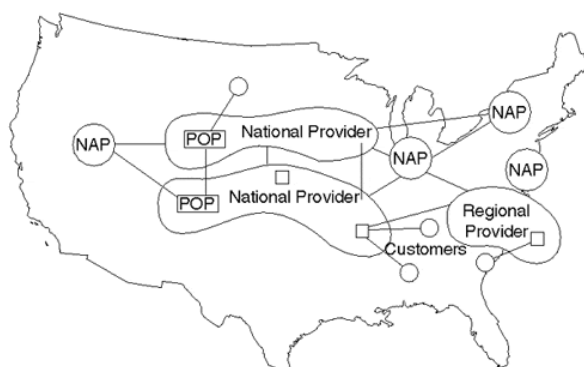 NAP
POP
National Provider
NAP
NAP
NAP
POP
National Provider
Regional
Provider
Customers